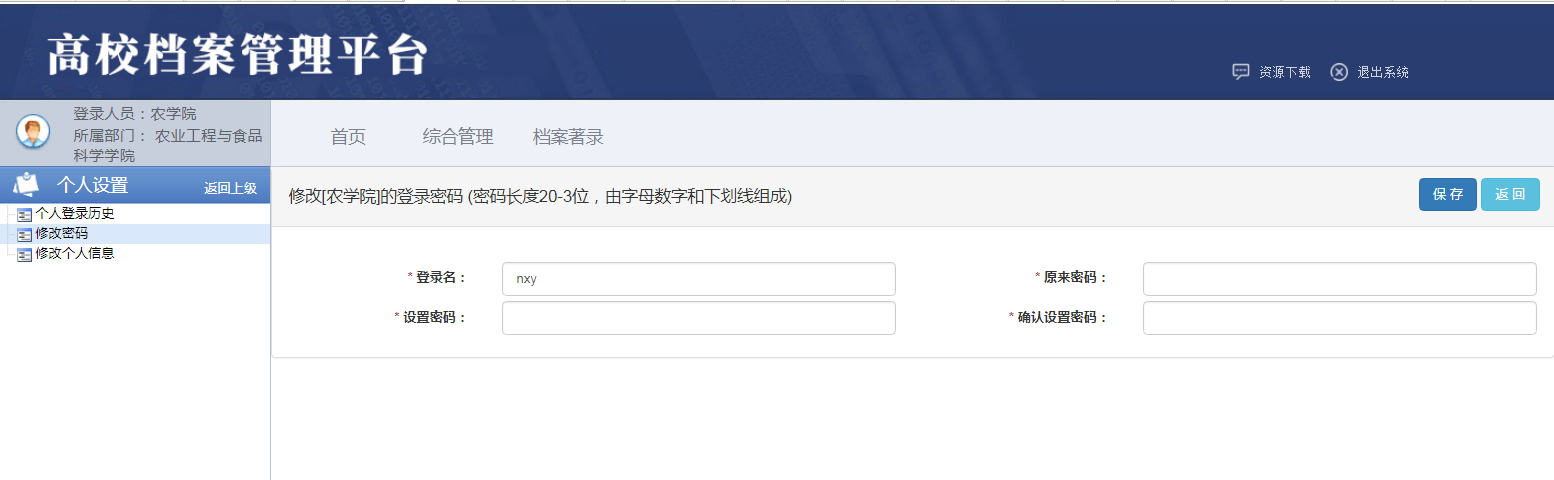 高校档案管理平台
资源下载
退出系统
登录人员：农学院
所属部门： 农业工程与食品
科学学院
首页
综合管理
档案著录
个人设置
返回上级
个人登录历史
修改密码
修改个人信息
修改[农学院]的登录密码 (密码长度20-3位，由字母数字和下划线组成)
保 存
返 回
* 登录名：
nxy
* 原来密码：
* 设置密码：
* 确认设置密码：